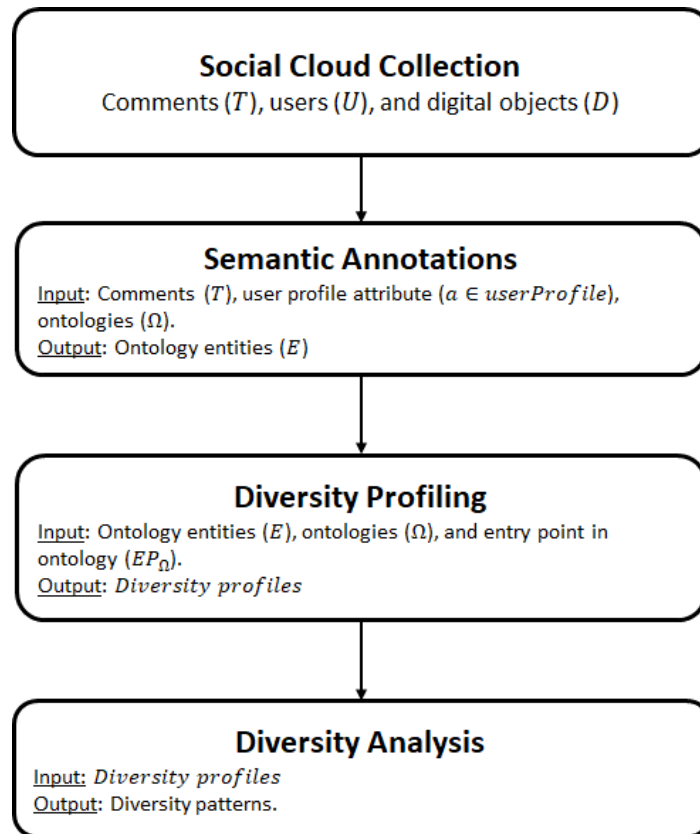 Social Cloud Collection
Comments (T), users (U), and digital objects (D)
Semantic Annotations
Input: Comments (T), user profile attribute (a ∈ userProfile),
ontologies (Ω).
Output: Ontology entities (E)
Diversity Profiling
Input: Ontology entities (E), ontologies (Ω), and entry point in
ontology (EP_Ω).
Output: Diversity profiles
Diversity Analysis
Input: Diversity profiles
Output: Diversity patterns.